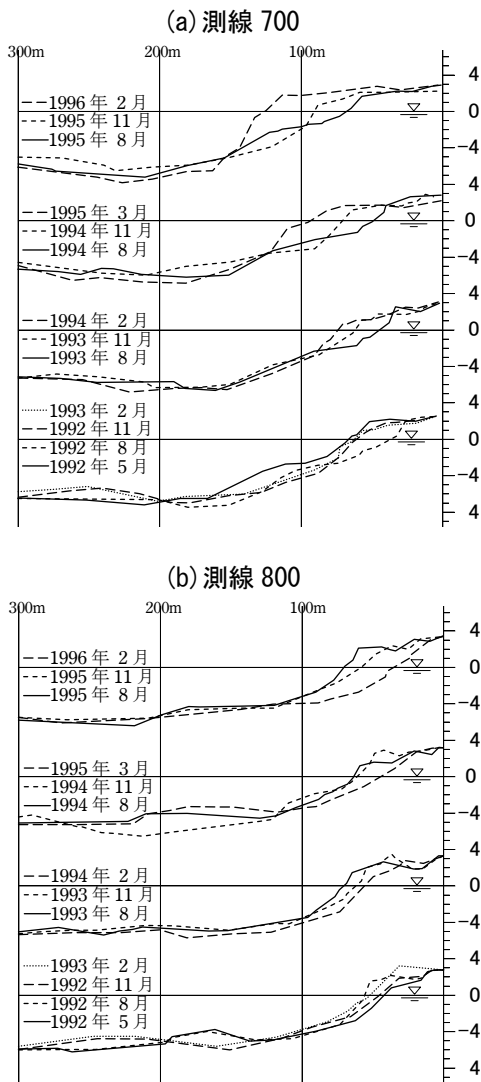 (a) 測線 700
300m 200m 100m
4
1996 年 2 月
1995 年 11 月
0
1995 年 8 月
−4
4
1995 年 3 月
1994 年 11 月
0
1994 年 8 月
−4
4
1994 年 2 月
1993 年 11 月
0
1993 年 8 月
−4
4
1993 年 2 月
1992 年 11 月
0
1992 年 8 月
1992 年 5 月
−4
4
(b) 測線 800
300m 200m 100m
4
1996 年 2 月
0
1995 年 11 月
1995 年 8 月
−4
4
1995 年 3 月
0
1994 年 11 月
1994 年 8 月
−4
4
1994 年 2 月
0
1993 年 11 月
1993 年 8 月
−4
4
1993 年 2 月
1992 年 11 月
0
1992 年 8 月
1992 年 5 月
−4
4